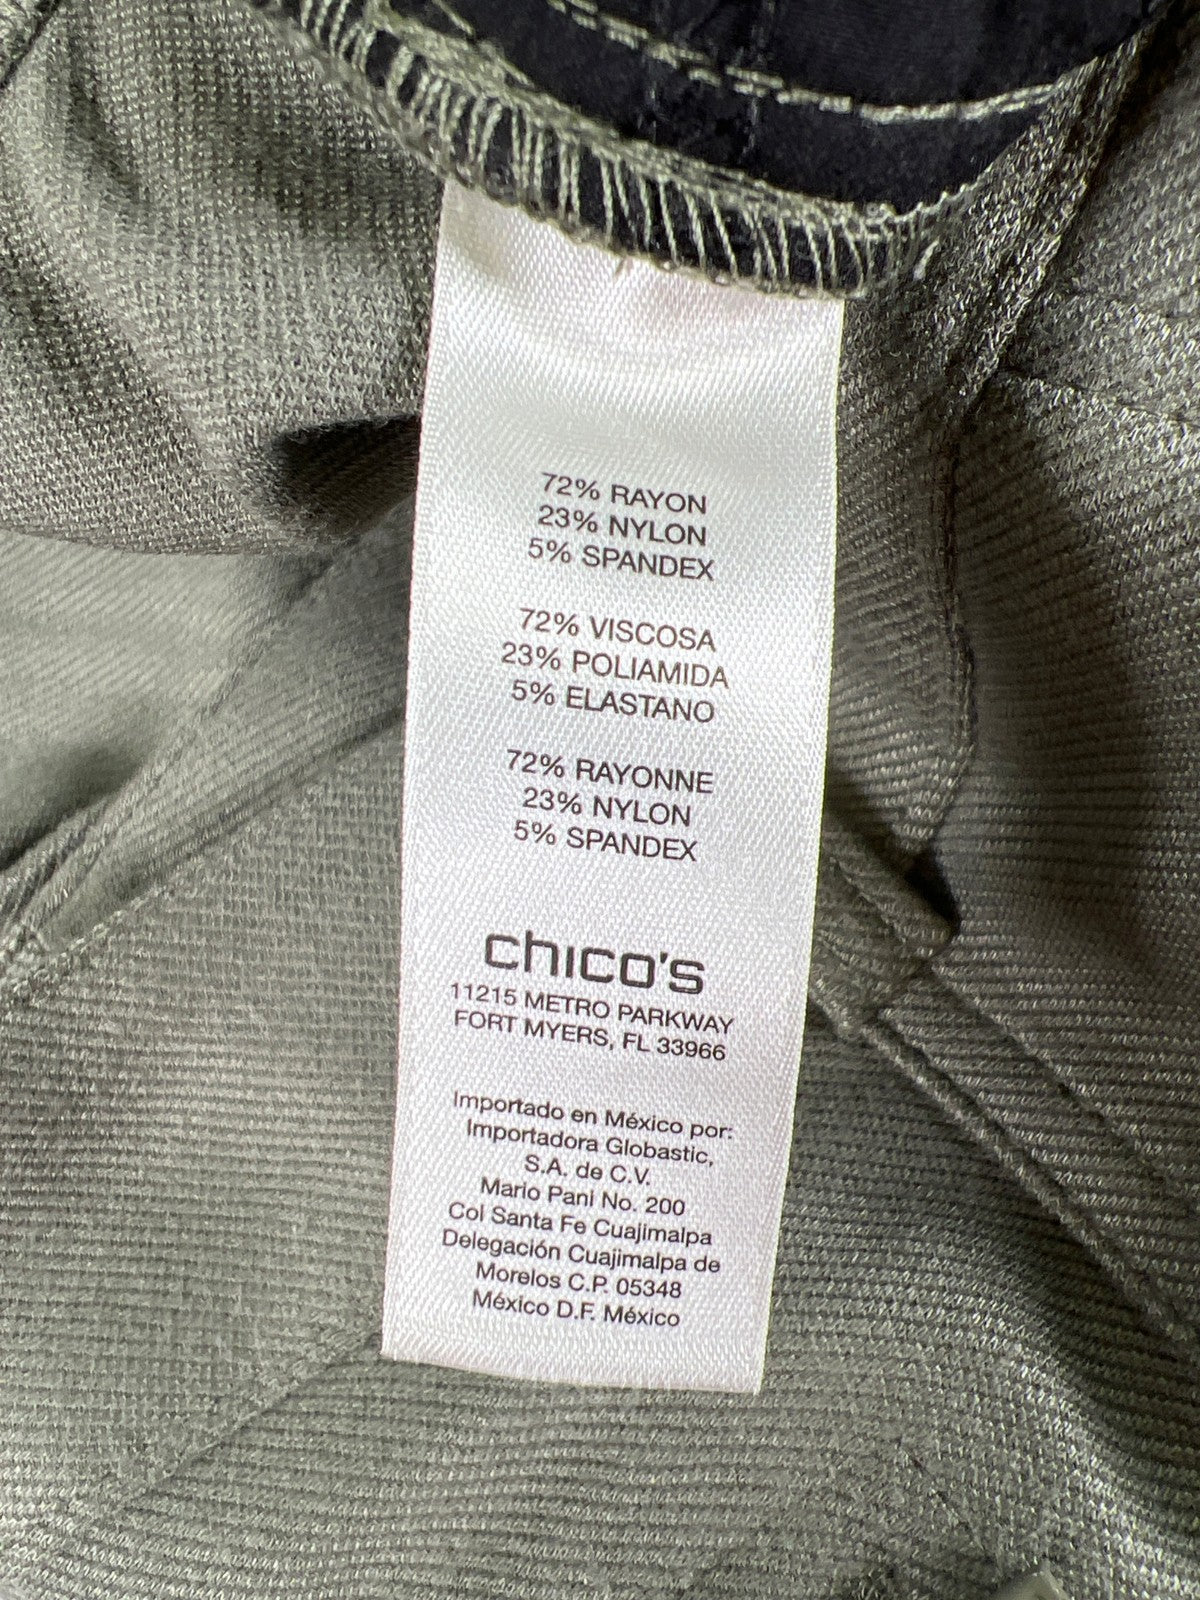 72% RAYON
23% NYLON
5% SPANDEX
72% VISCOSA
23% POLIAMIDA
5% ELASTANO
72% RAYONNE
23% NYLON
5% SPANDEX
chico's
11215 METRO PARKWAY
FORT MYERS, FL 33966
Importado en México por:
Importadora Globastic,
S.A. de C.V.
Mario Pani No. 200
Col Santa Fe Cuajimalpa
Delegación Cuajimalpa de
Morelos C.P. 05348
México D.F. México